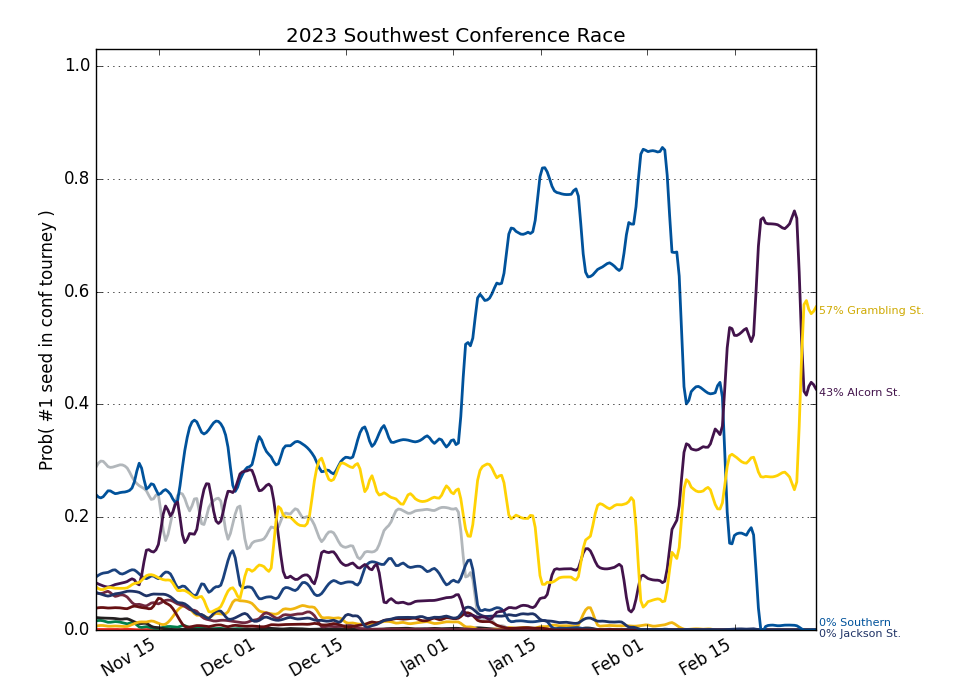 2023 Southwest Conference Race
Prob( #1 seed in conf tourney )
1.0
0.8
0.6
0.4
0.2
0.0
57% Grambling St.
43% Alcorn St.
0% Southern
0% Jackson St.
Nov 15
Dec 01
Dec 15
Jan 01
Jan 15
Feb 01
Feb 15